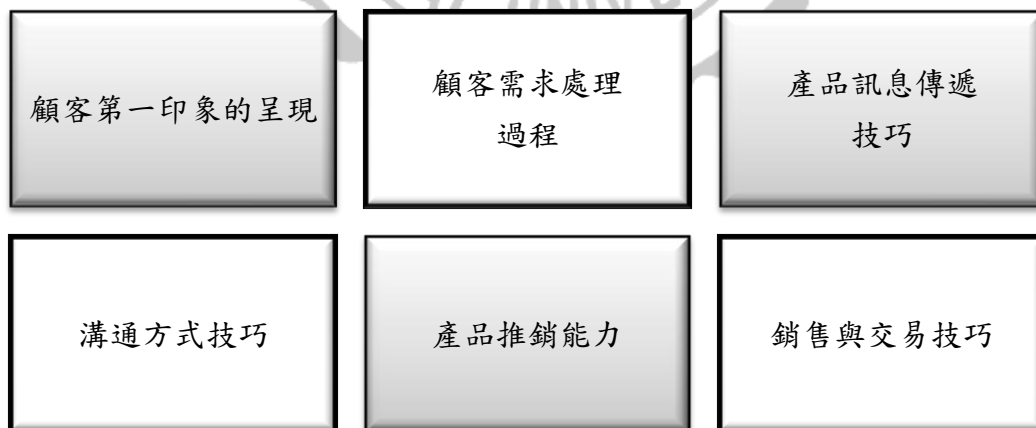 顧客第一印象的呈現
顧客需求處理
過程
產品訊息傳遞
技巧
溝通方式技巧
產品推銷能力
銷售與交易技巧